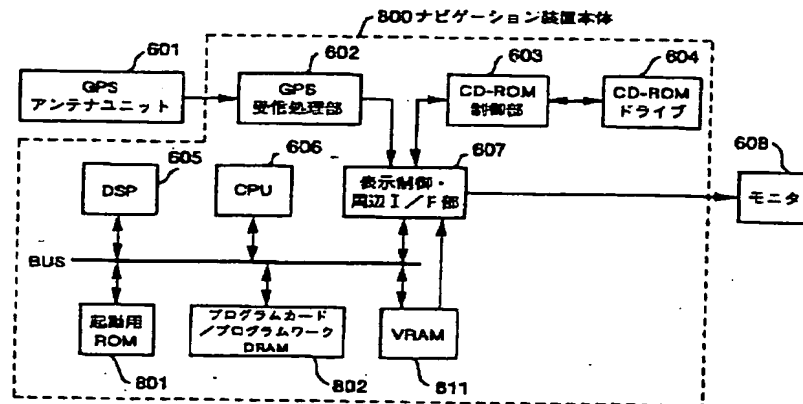 800 ナビゲーション装置本体
601
602
603
604
GPS
アンテナユニット
GPS
受信処理部
CD-ROM
制御部
CD-ROM
ドライブ
605
606
607
608
DSP
CPU
表示制御・
周辺I/F部
モニタ
BUS
起動用
ROM
プログラムカード
/プログラムワーク
DRAM
VRAM
801
802
811